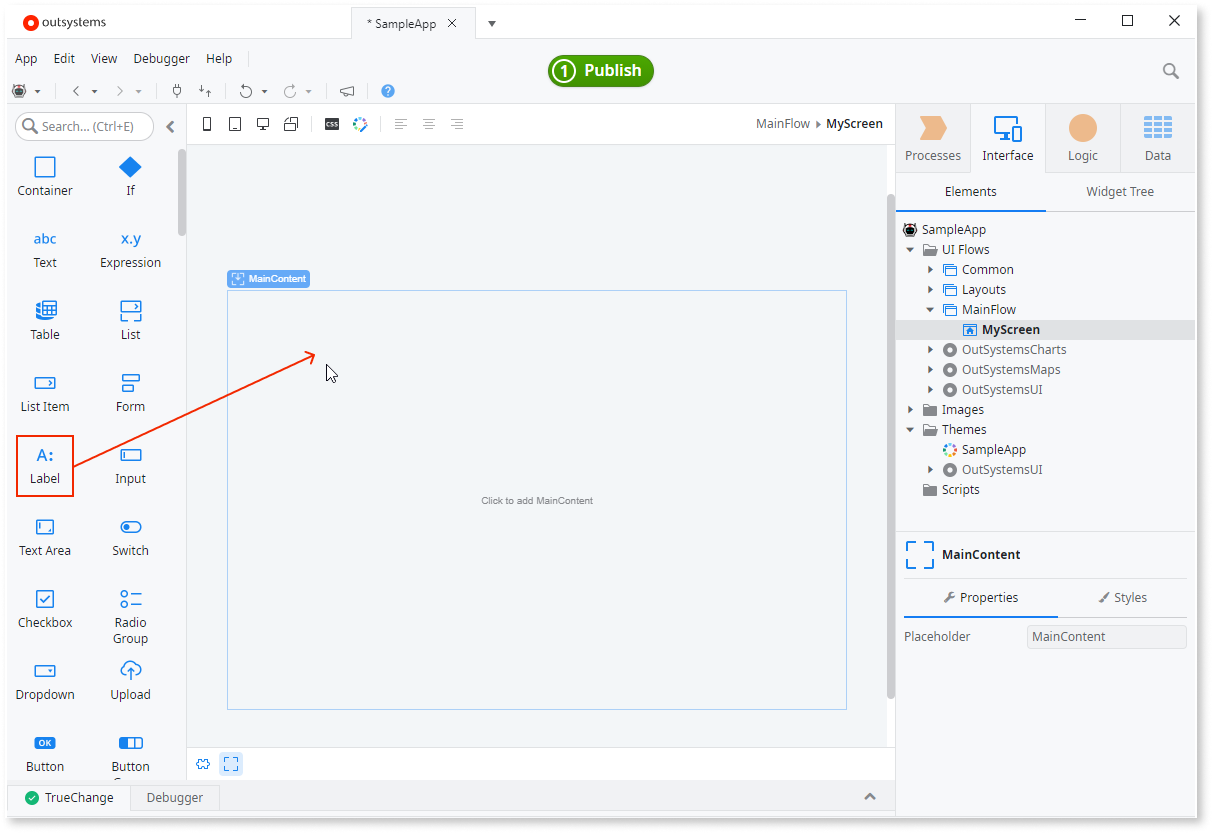 outsystems
* SampleApp
App Edit View Debugger Help
1 Publish
Search... (Ctrl+E)
css
MainFlow MyScreen
Processes Interface Logic Data
Container If
abc x.y
Text Expression
Table List
List Item Form
A:
Label Input
Text Area Switch
Checkbox Radio
Group
Dropdown Upload
OK
Button Button
MainContent
Click to add MainContent
Elements Widget Tree
SampleApp
UI Flows
Common
Layouts
MainFlow
MyScreen
OutSystemsCharts
OutSystemsMaps
OutSystemsUI
Images
Themes
SampleApp
OutSystemsUI
Scripts
MainContent
Properties Styles
Placeholder MainContent
TrueChange Debugger